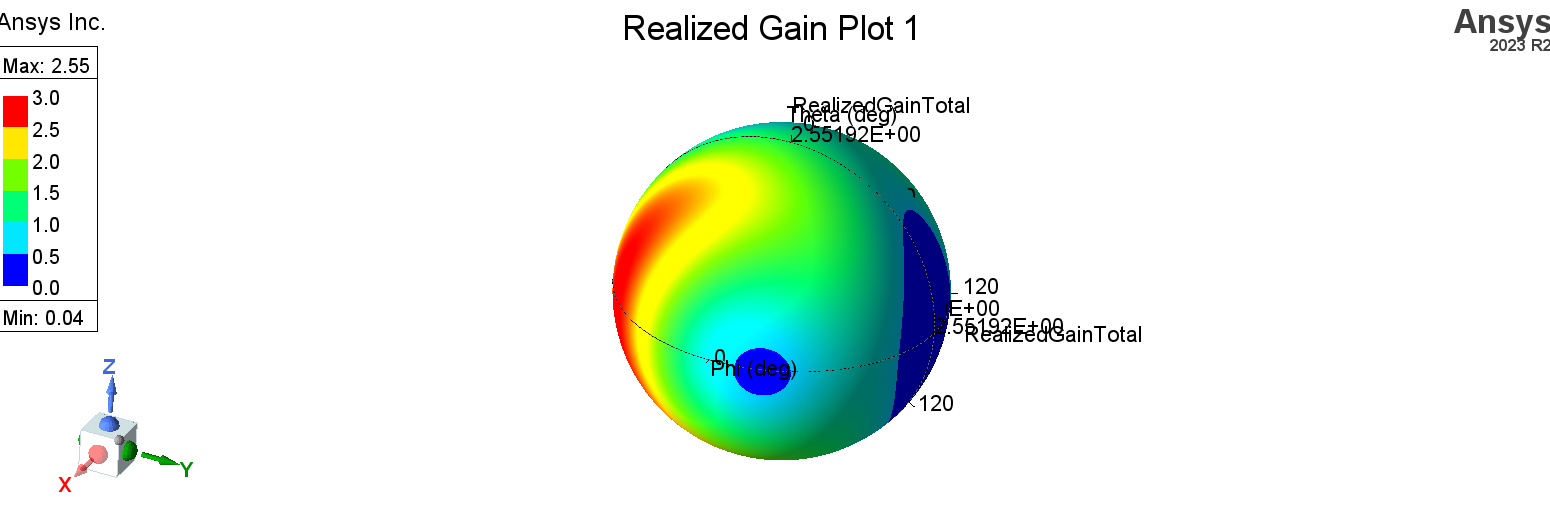 Ansys Inc.
Realized Gain Plot 1
Ansys
2023 R2
Max: 2.55
3.0
2.5
2.0
1.5
1.0
0.5
0.0
Min: 0.04
RealizedGainTotal
Theta (deg)
0
2.55192E+00
120
E+00
2.55192E+00
RealizedGainTotal
0
Phi (deg)
120
Z
Y
X